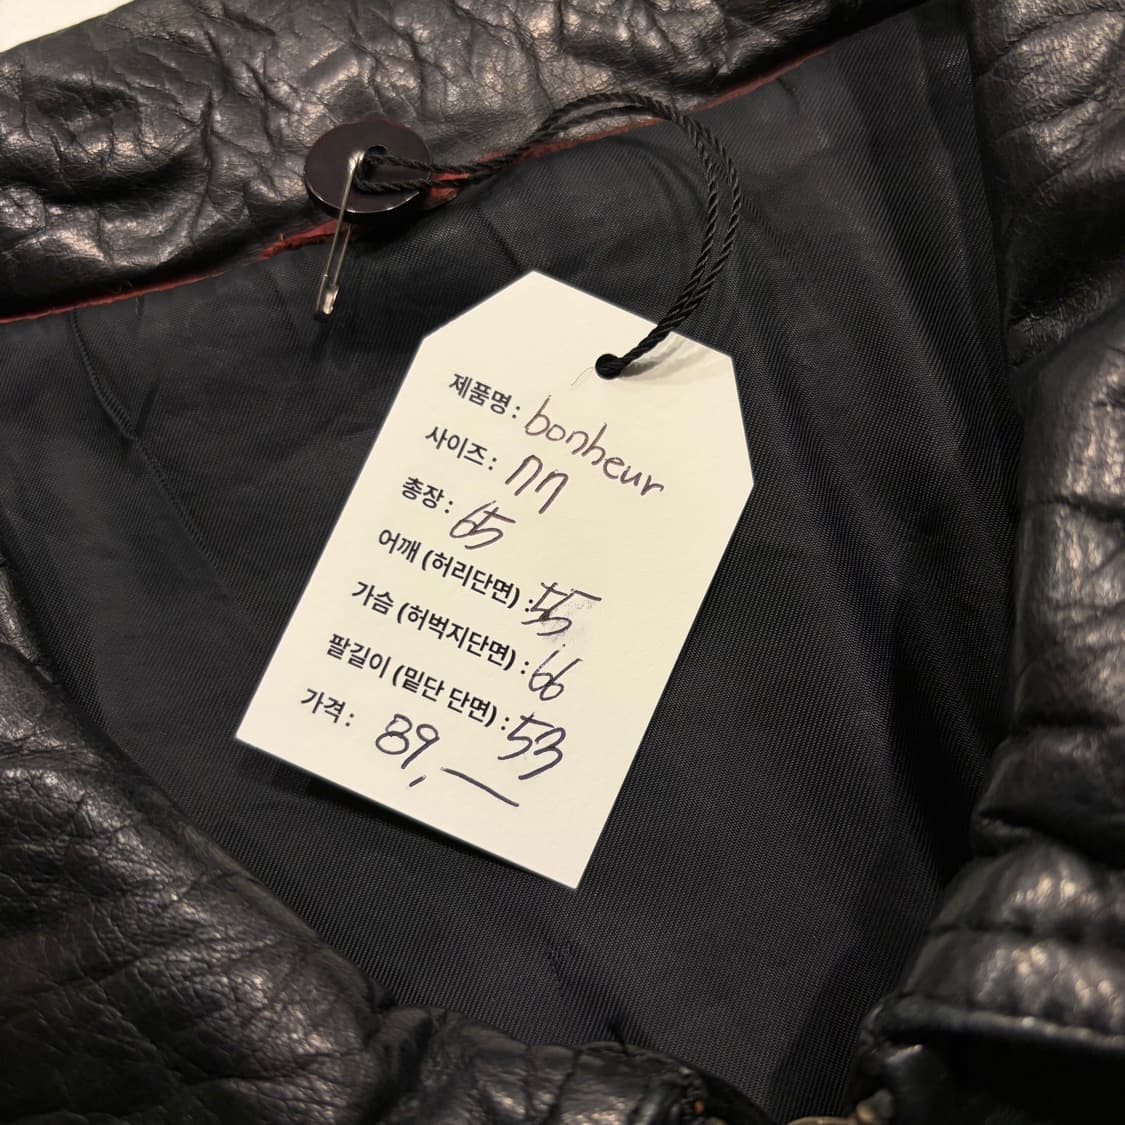 제품명 : bonheur
사이즈 : 77
총장 : 65
어깨 (허리단면) : 55
가슴 (허벅지단면) : 66
팔길이 (밑단 단면) : 53
가격 : 89,—